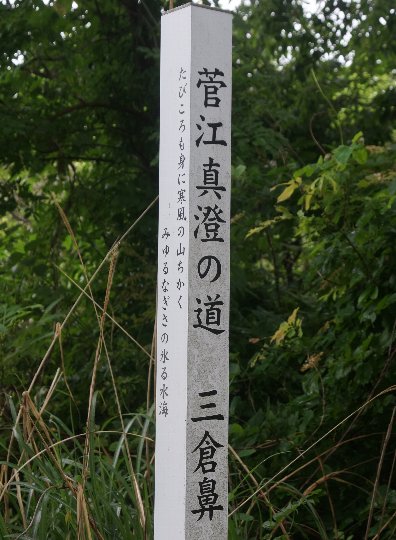 菅江真澄の道　三倉鼻
たびころも身に寒風の山ちかく
みゆるなぎさの氷る水海